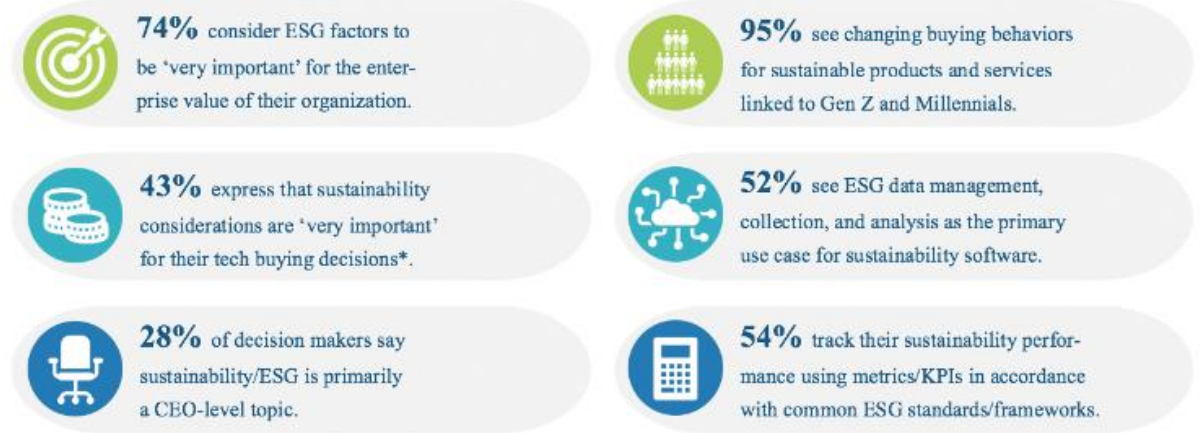 74% consider ESG factors to
be ‘very important’ for the enter-
prise value of their organization.
95% see changing buying behaviors
for sustainable products and services
linked to Gen Z and Millennials.
43% express that sustainability
considerations are ‘very important’
for their tech buying decisions*.
52% see ESG data management,
collection, and analysis as the primary
use case for sustainability software.
28% of decision makers say
sustainability/ESG is primarily
a CEO-level topic.
54% track their sustainability perfor-
mance using metrics/KPIs in accordance
with common ESG standards/frameworks.